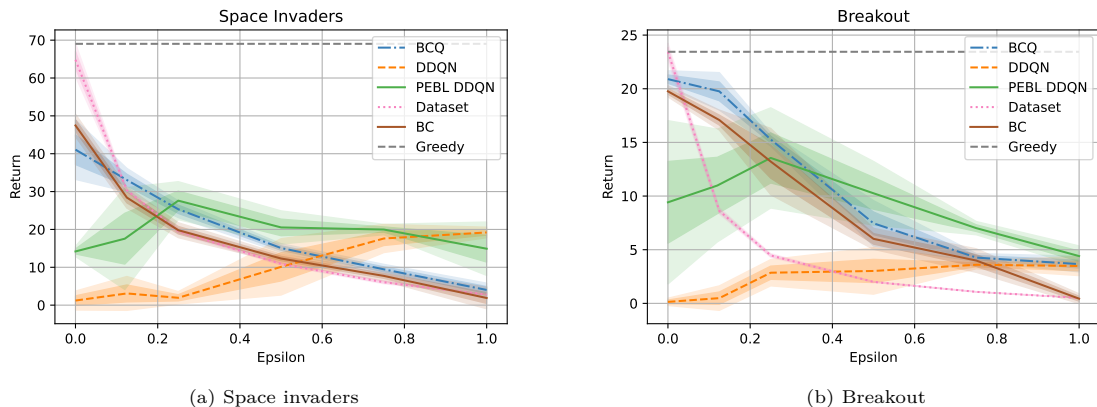 Space Invaders
70
60
50
40
30
20
10
0
Return
0.0 0.2 0.4 0.6 0.8 1.0
Epsilon
BCQ
DDQN
PEBL DDQN
Dataset
BC
Greedy
(a) Space invaders
Breakout
25
20
15
10
5
0
Return
0.0 0.2 0.4 0.6 0.8 1.0
Epsilon
BCQ
DDQN
PEBL DDQN
Dataset
BC
Greedy
(b) Breakout